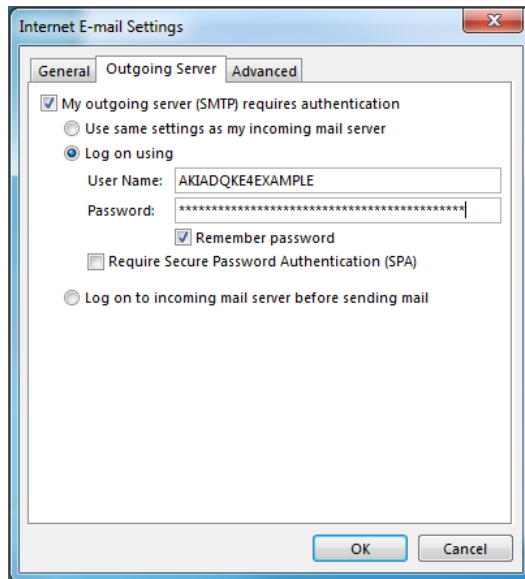 Internet E-mail Settings
x
General Outgoing Server Advanced
My outgoing server (SMTP) requires authentication
Use same settings as my incoming mail server
Log on using
User Name: AKIADQKE4EXAMPLE
Password: ********************************************
Remember password
Require Secure Password Authentication (SPA)
Log on to incoming mail server before sending mail
OK Cancel